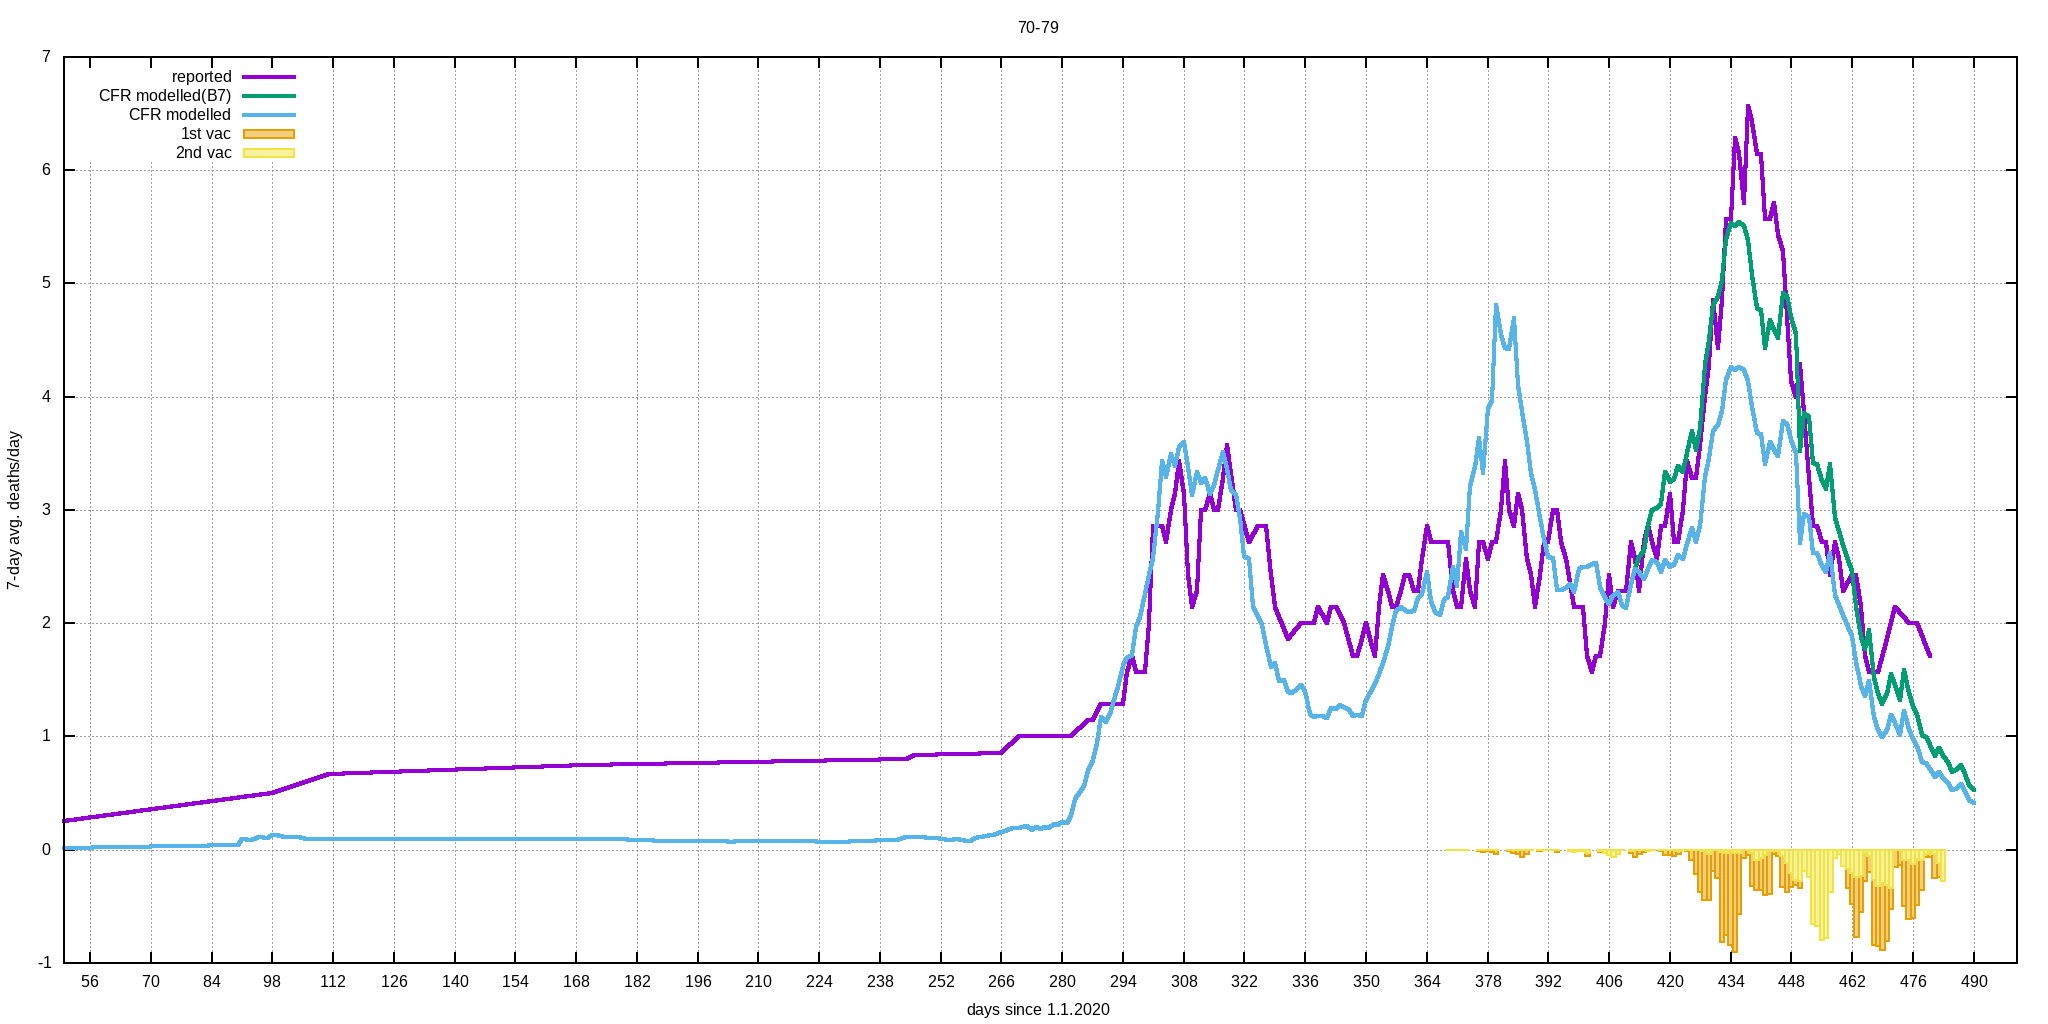 70-79
7
reported
CFR modelled(B7)
CFR modelled
1st vac
2nd vac
6
5
4
3
2
1
0
-1
7-day avg. deaths/day
56 70 84 98 112 126 140 154 168 182 196 210 224 238 252 266 280 294 308 322 336 350 364 378 392 406 420 434 448 462 476 490
days since 1.1.2020